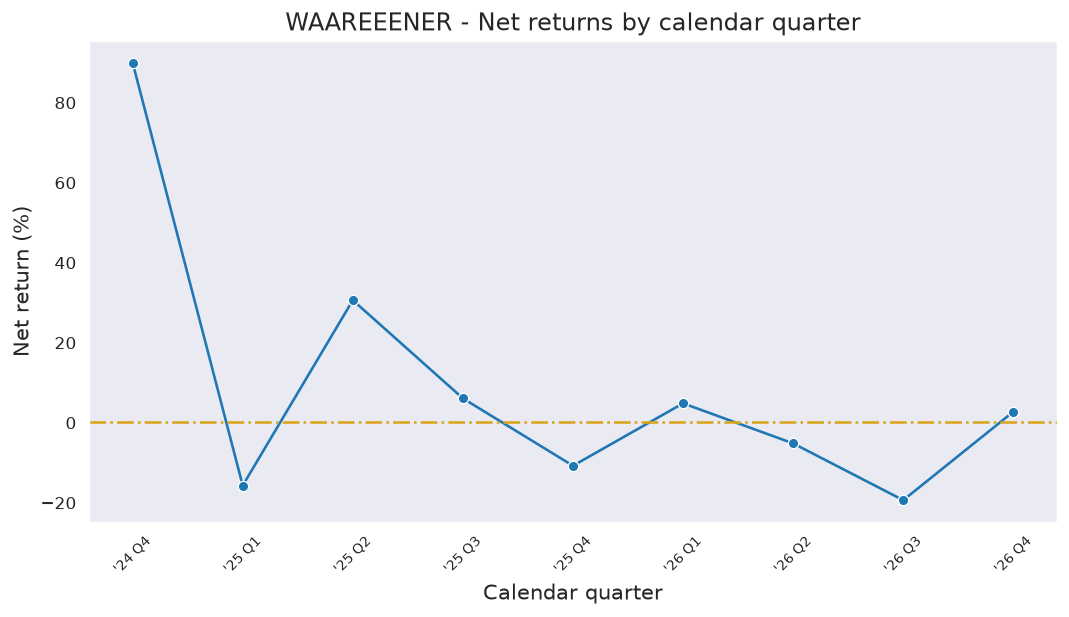 WAAREEENER - Net returns by calendar quarter
Net return (%)
80
60
40
20
0
−20
'24 Q4
'25 Q1
'25 Q2
'25 Q3
'25 Q4
'26 Q1
'26 Q2
'26 Q3
'26 Q4
Calendar quarter